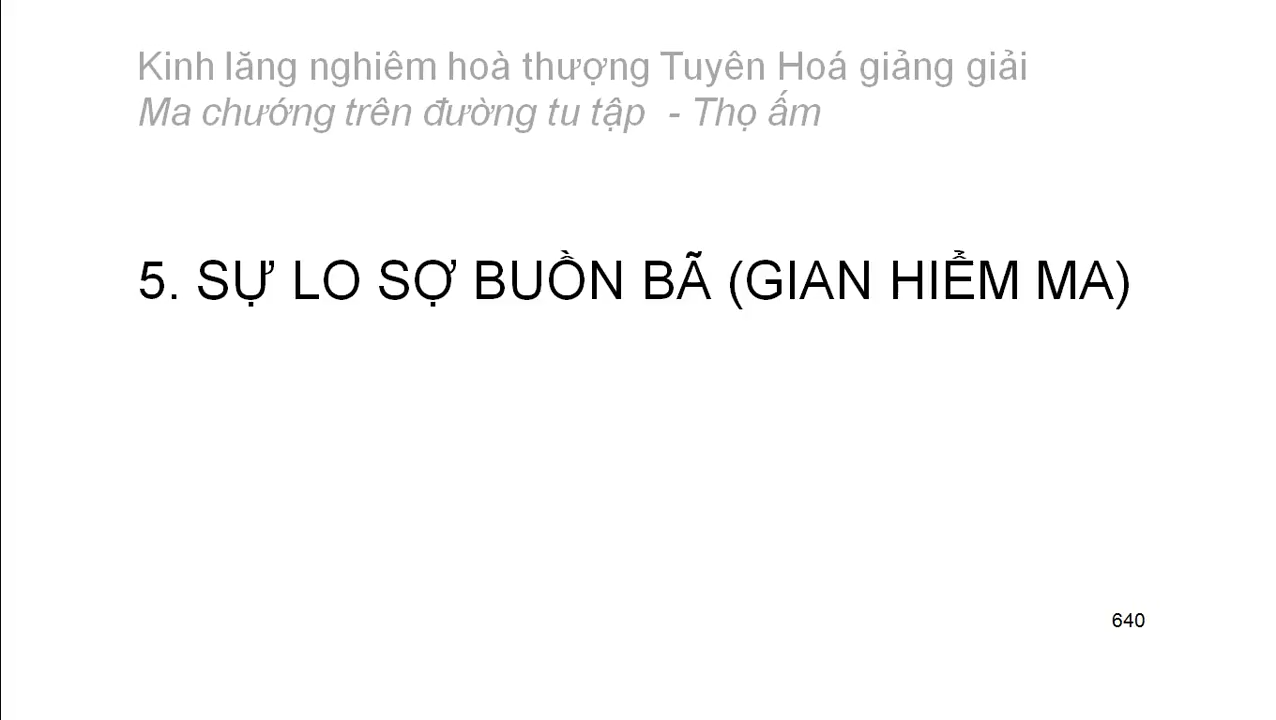 Kinh lăng nghiêm hoà thượng Tuyên Hoá giảng giải
Ma chướng trên đường tu tập - Thọ ấm
5. SỰ LO SỢ BUỒN BÃ (GIAN HIỂM MA)
640